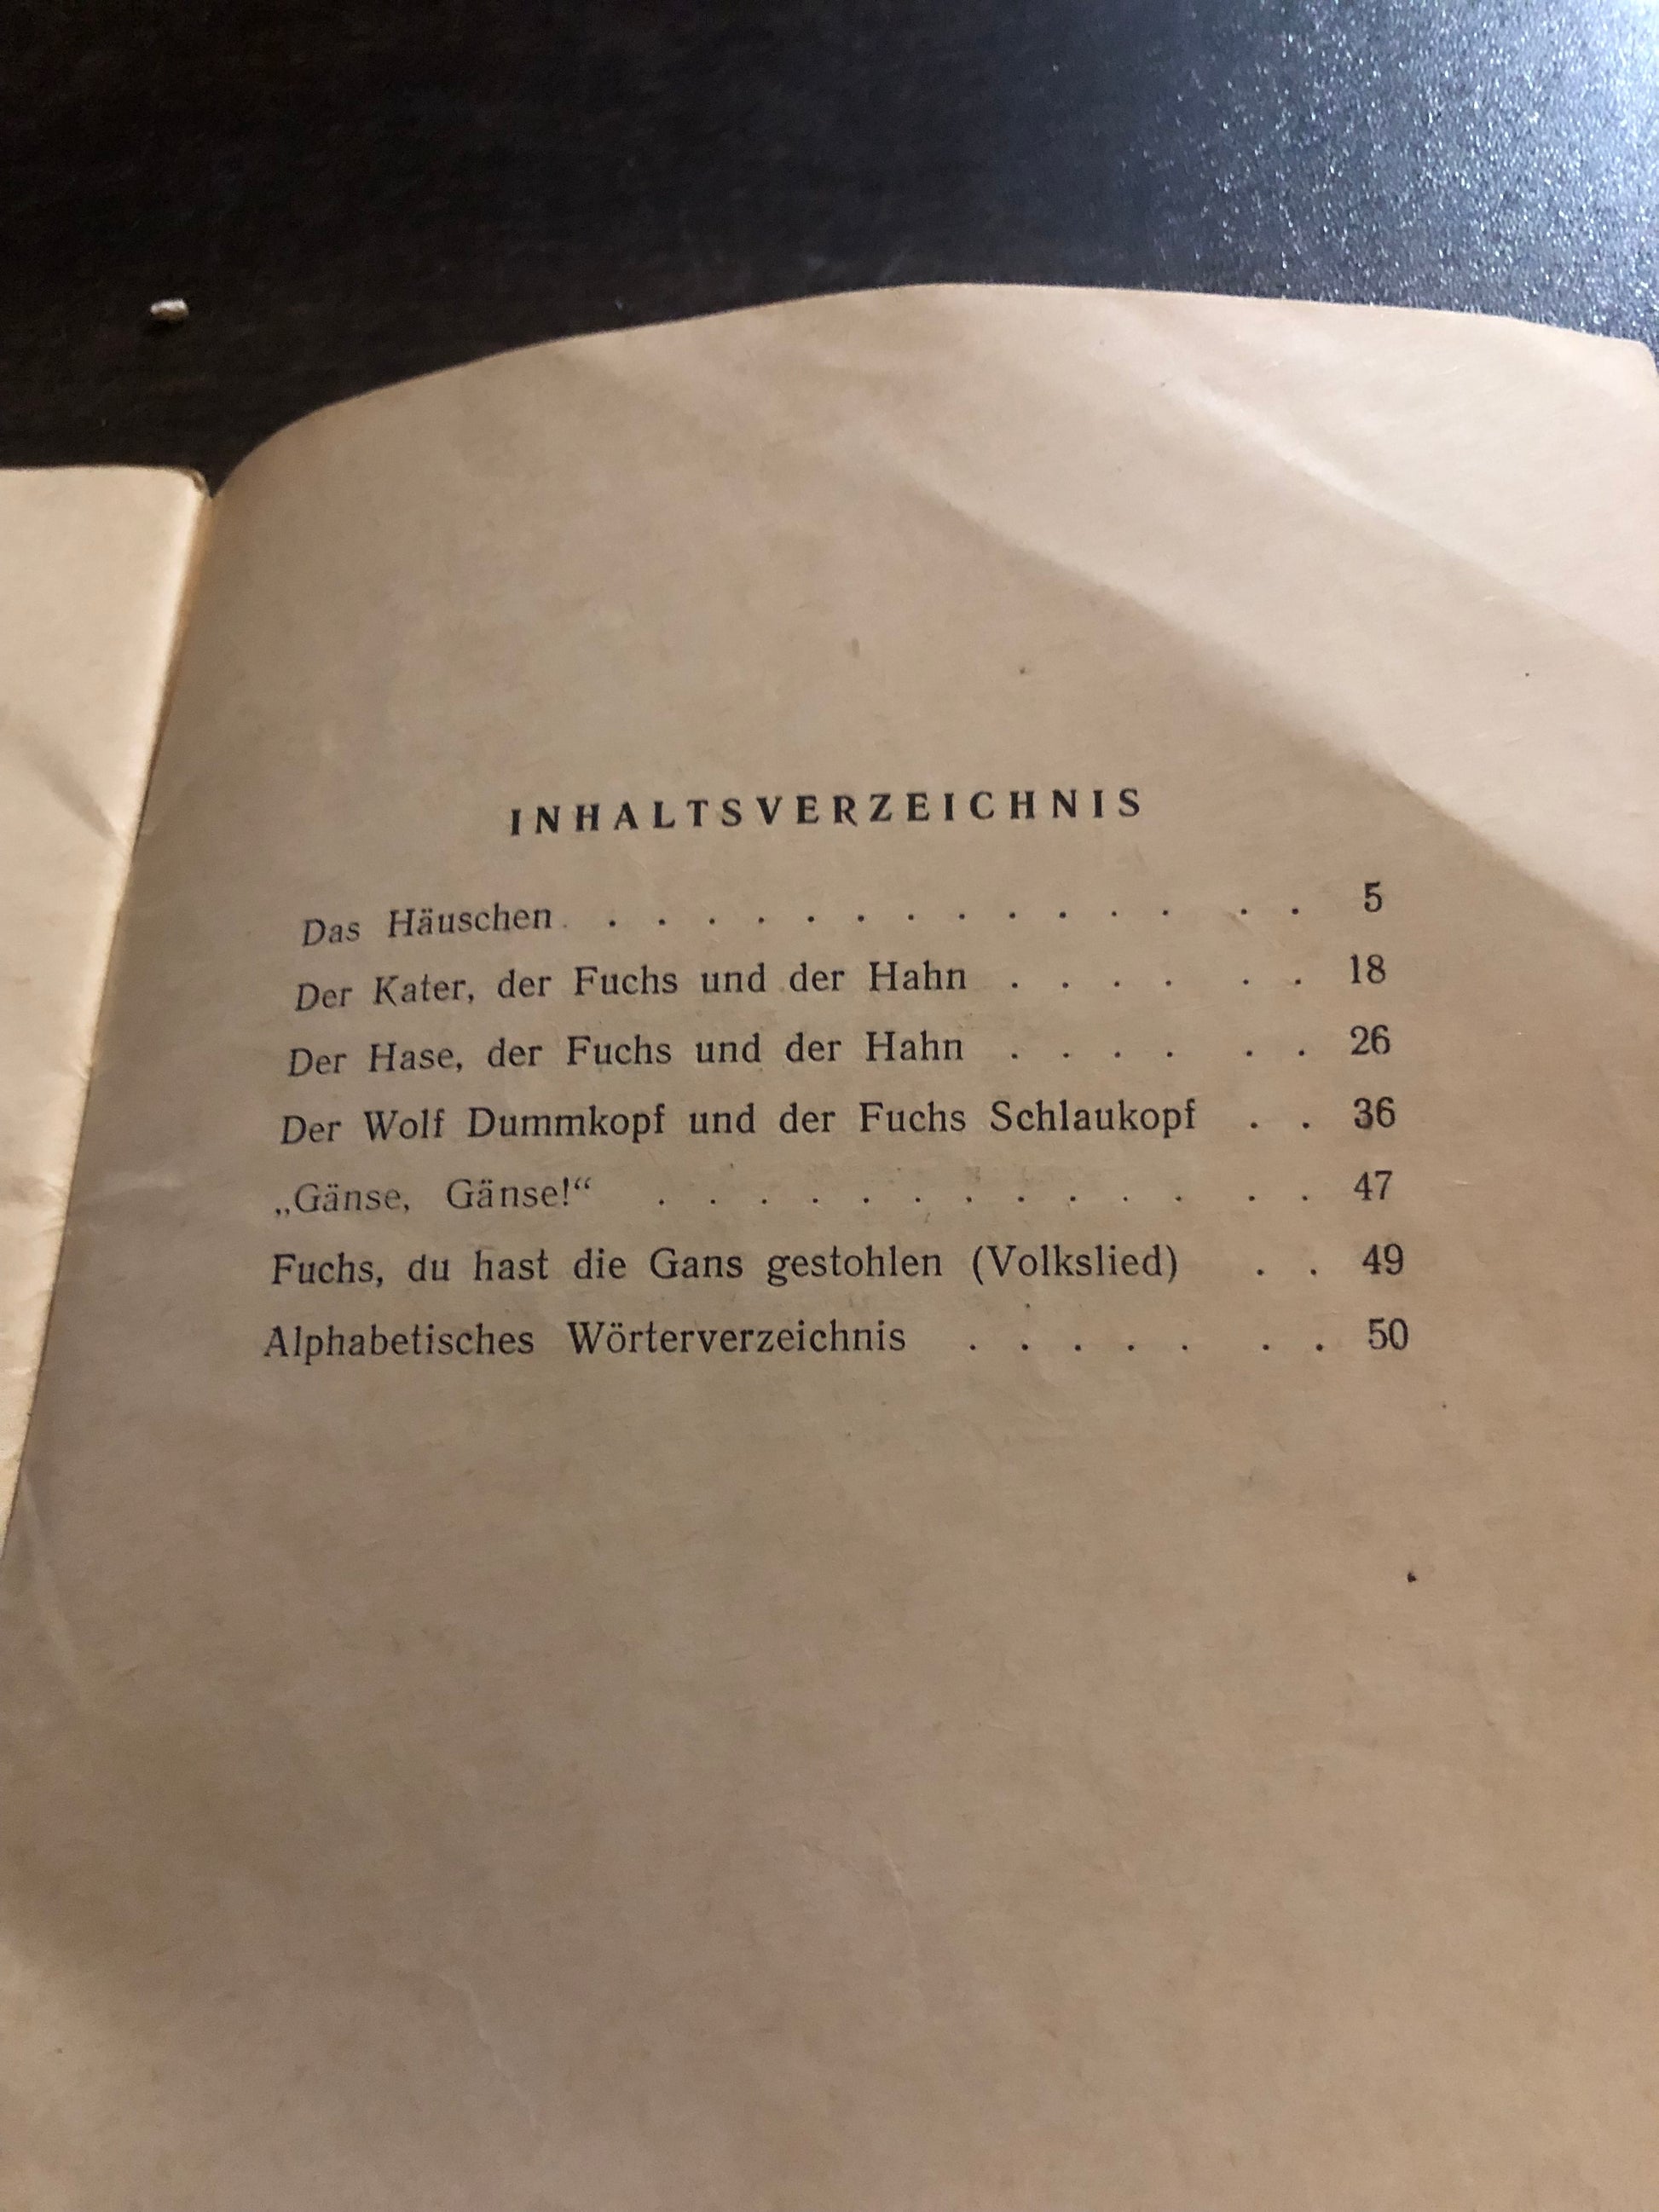 INHALTSVERZEICHNIS
Das Häuschen . . . . . . . . . . . . . . . 5
Der Kater, der Fuchs und der Hahn . . . . . . 18
Der Hase, der Fuchs und der Hahn . . . . . . 26
Der Wolf Dummkopf und der Fuchs Schlaukopf . . 36
„Gänse, Gänse!“ . . . . . . . . . . . . . 47
Fuchs, du hast die Gans gestohlen (Volkslied) . . 49
Alphabetisches Wörterverzeichnis . . . . . . . 50